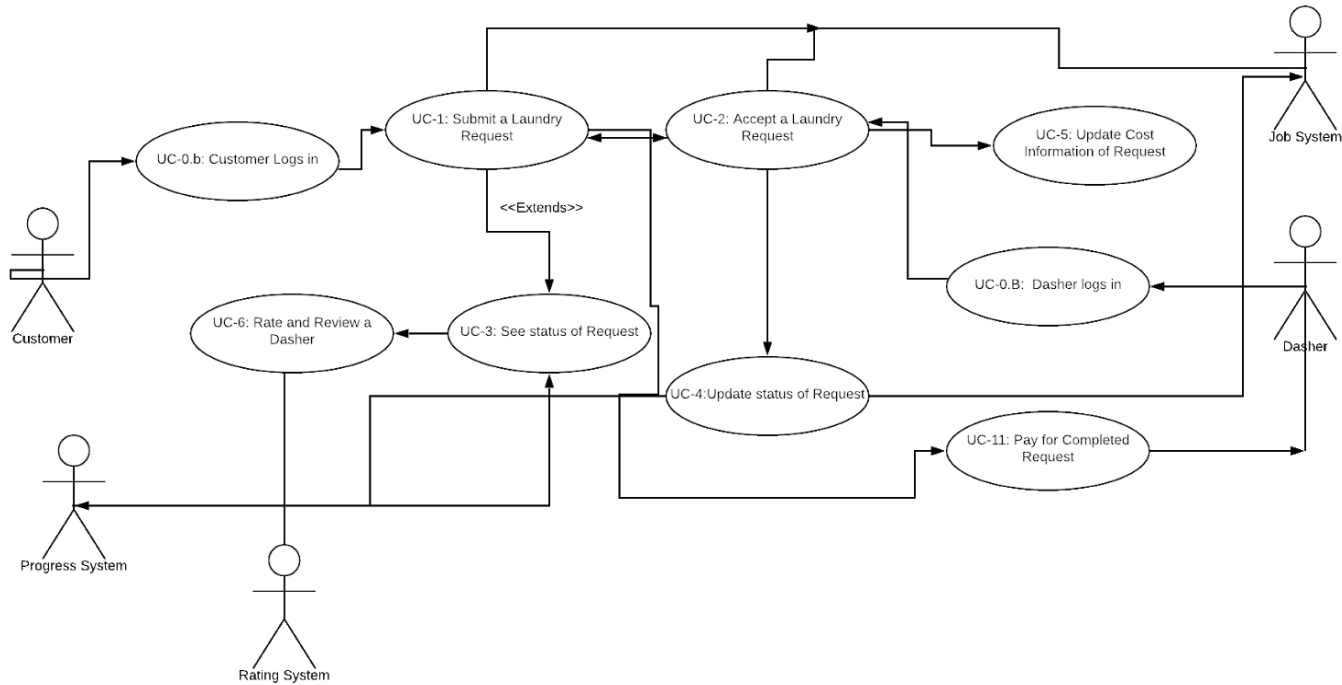 UC-1: Submit a Laundry
Request
UC-2: Accept a Laundry
Request
UC-5: Update Cost
Information of Request
Job System
UC-0.b: Customer Logs in
<<Extends>>
UC-0.B:  Dasher logs in
Customer
UC-6: Rate and Review a
Dasher
UC-3: See status of Request
Dasher
UC-4:Update status of Request
UC-11: Pay for Completed
Request
Progress System
Rating System